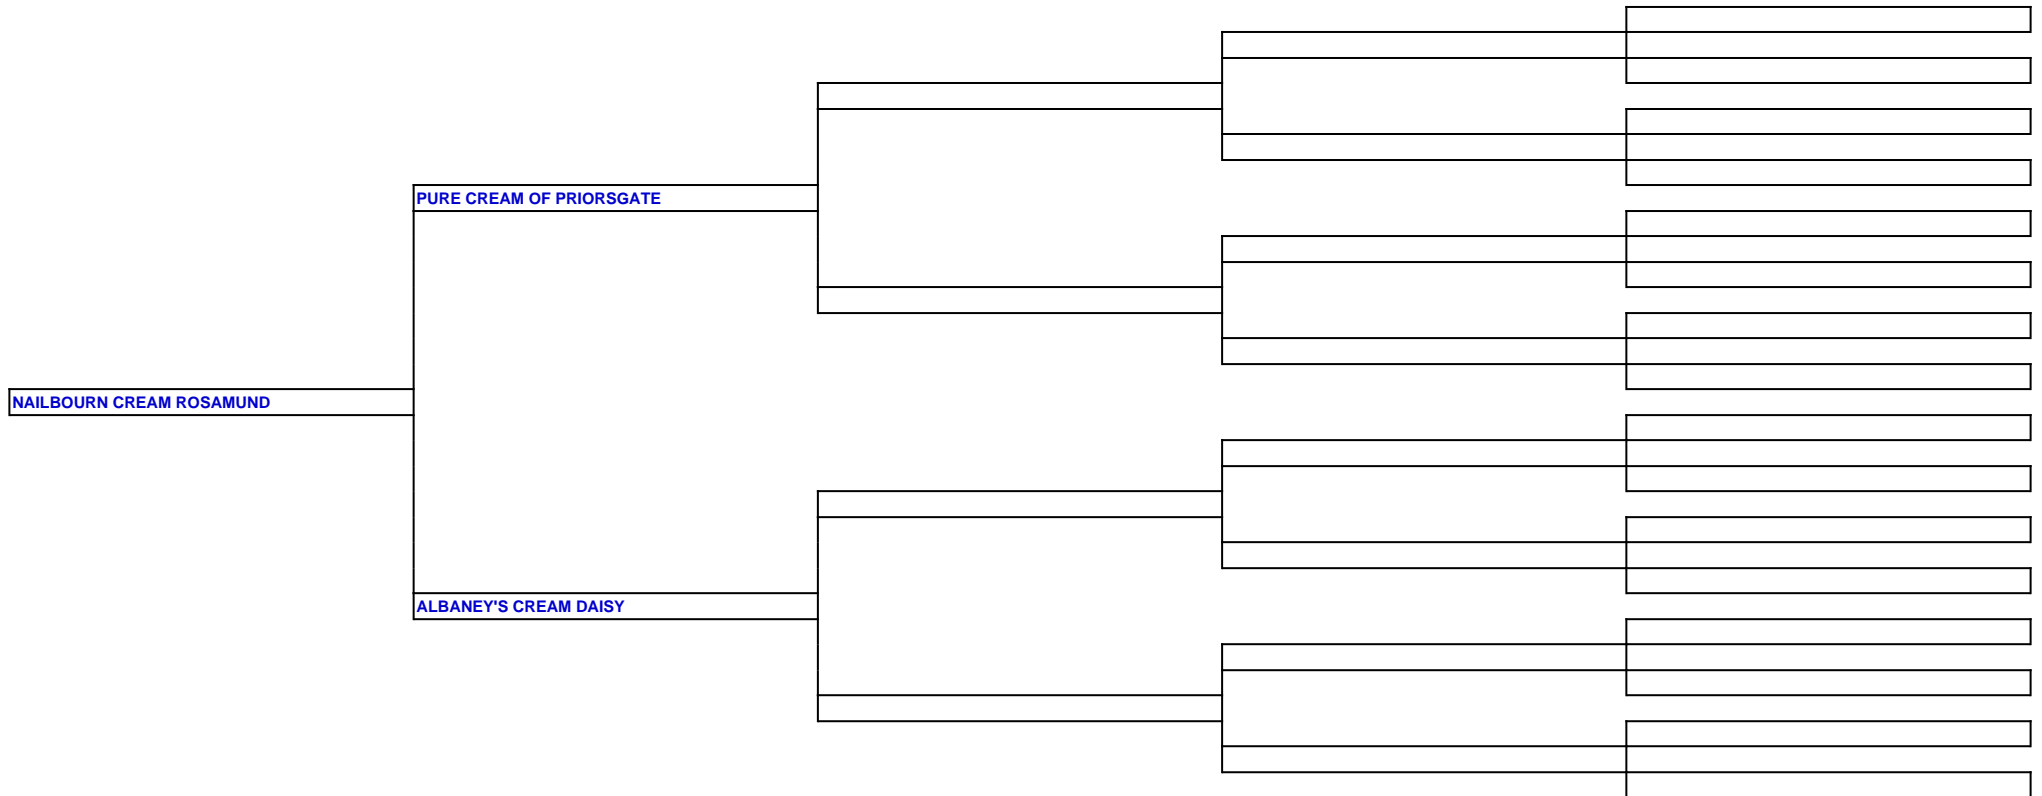 PURE CREAM OF PRIORSGATE
NAILBOURN CREAM ROSAMUND
ALBANEY'S CREAM DAISY